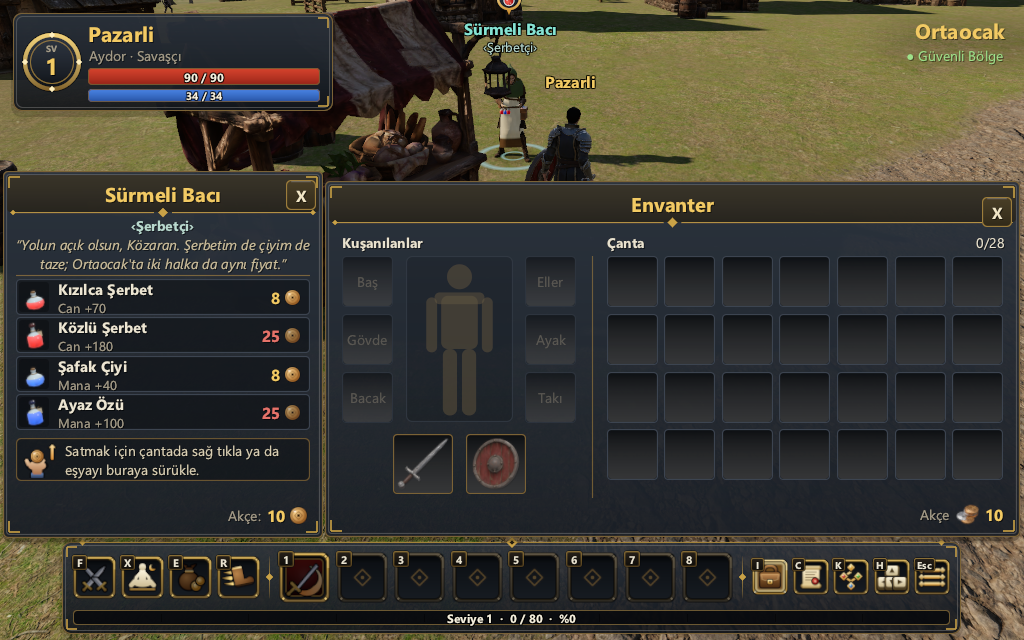 Sürmeli Bacı
‹Şerbetçi›
Pazarli
SV
1
Pazarli
Aydor · Savaşçı
90 / 90
34 / 34
Ortaocak
Güvenli Bölge
Sürmeli Bacı
X
‹Şerbetçi›
“Yolun açık olsun, Közaran. Şerbetim de çiyim de
taze; Ortaocak'ta iki halka da aynı fiyat.”
Kızılca Şerbet
Can +70
8
Közlü Şerbet
Can +180
25
Şafak Çiyi
Mana +40
8
Ayaz Özü
Mana +100
25
Satmak için çantada sağ tıkla ya da
eşyayı buraya sürükle.
Akçe: 10
Envanter
X
Kuşanılanlar
Baş
Eller
Gövde
Ayak
Bacak
Takı
Çanta
0/28
Akçe 10
F
X
E
R
1
2
3
4
5
6
7
8
I
C
K
H
Esc
Seviye 1 · 0 / 80 · %0